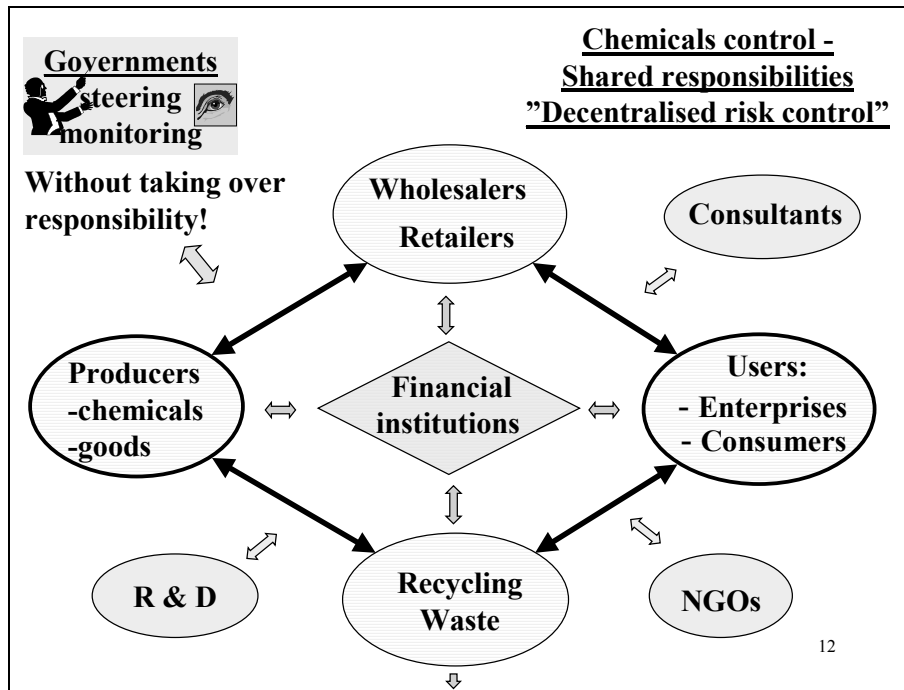 Governments
steering
monitoring
Without taking over
responsibility!
Chemicals control -
Shared responsibilities
”Decentralised risk control”
Wholesalers
Retailers
Consultants
Producers
-chemicals
-goods
Financial
institutions
Users:
- Enterprises
- Consumers
R & D
Recycling
Waste
NGOs
12